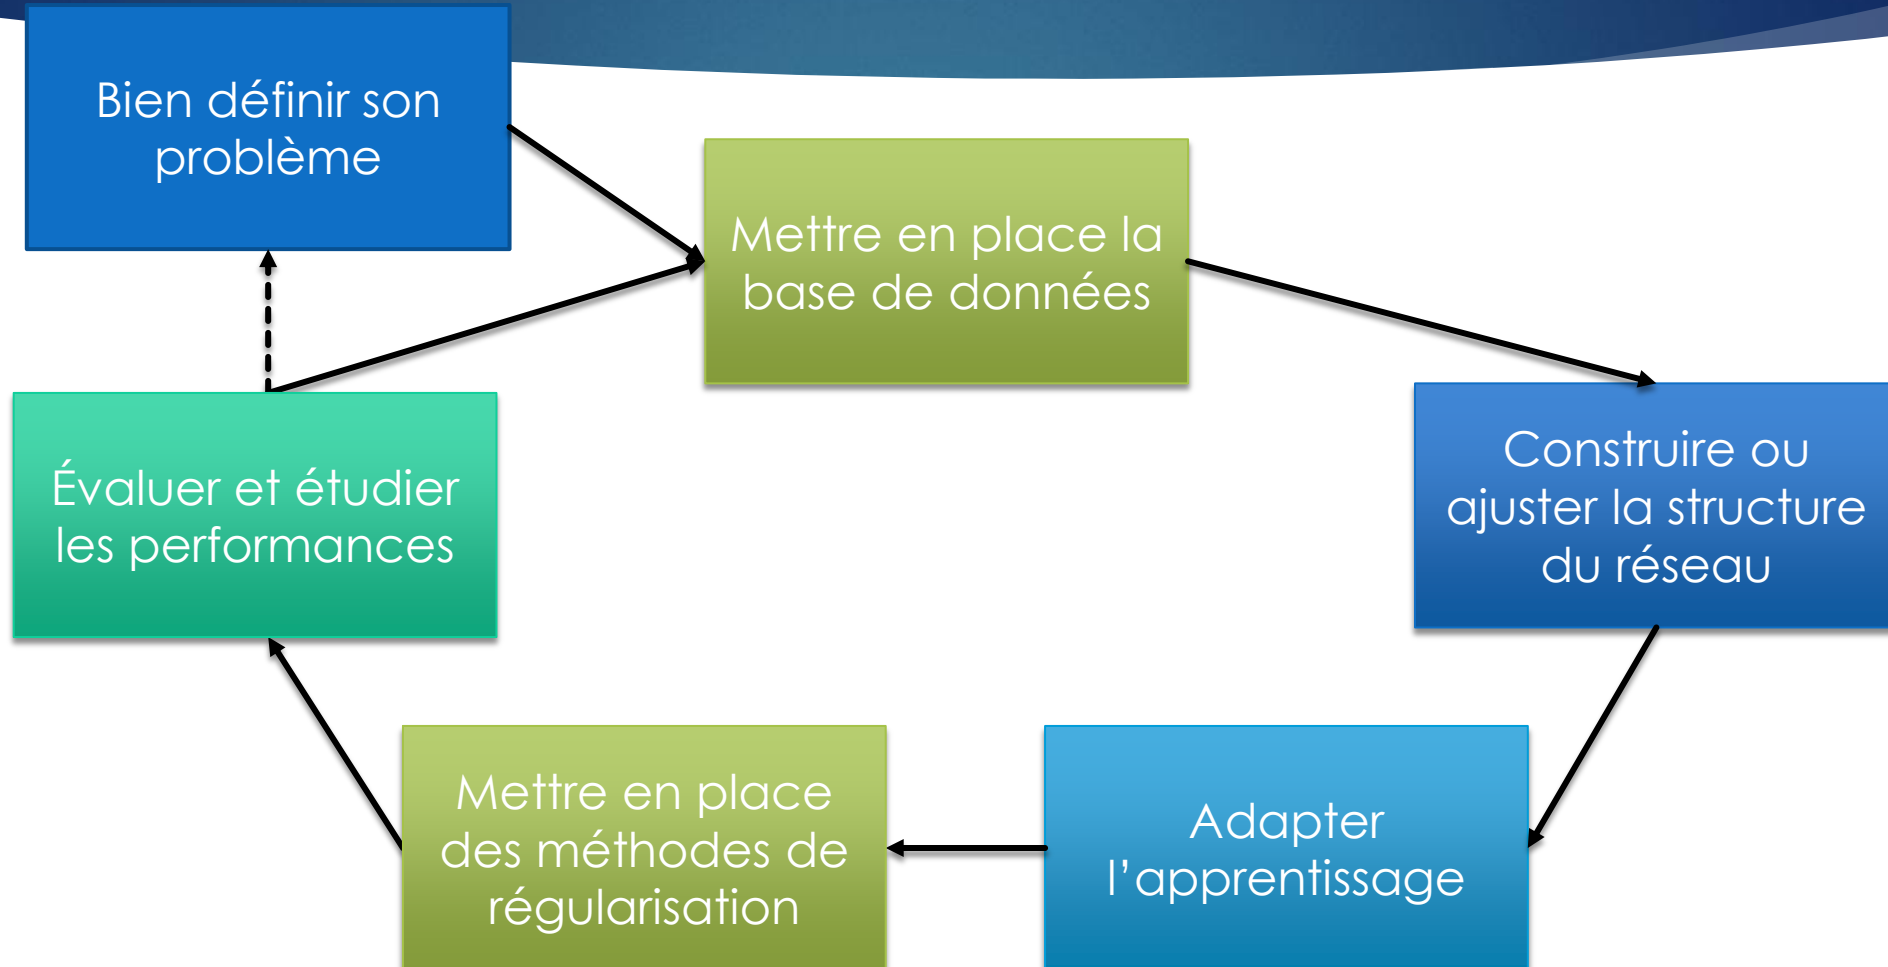 Bien définir son
problème
Mettre en place la
base de données
Construire ou
ajuster la structure
du réseau
Adapter
l’apprentissage
Mettre en place
des méthodes de
régularisation
Évaluer et étudier
les performances